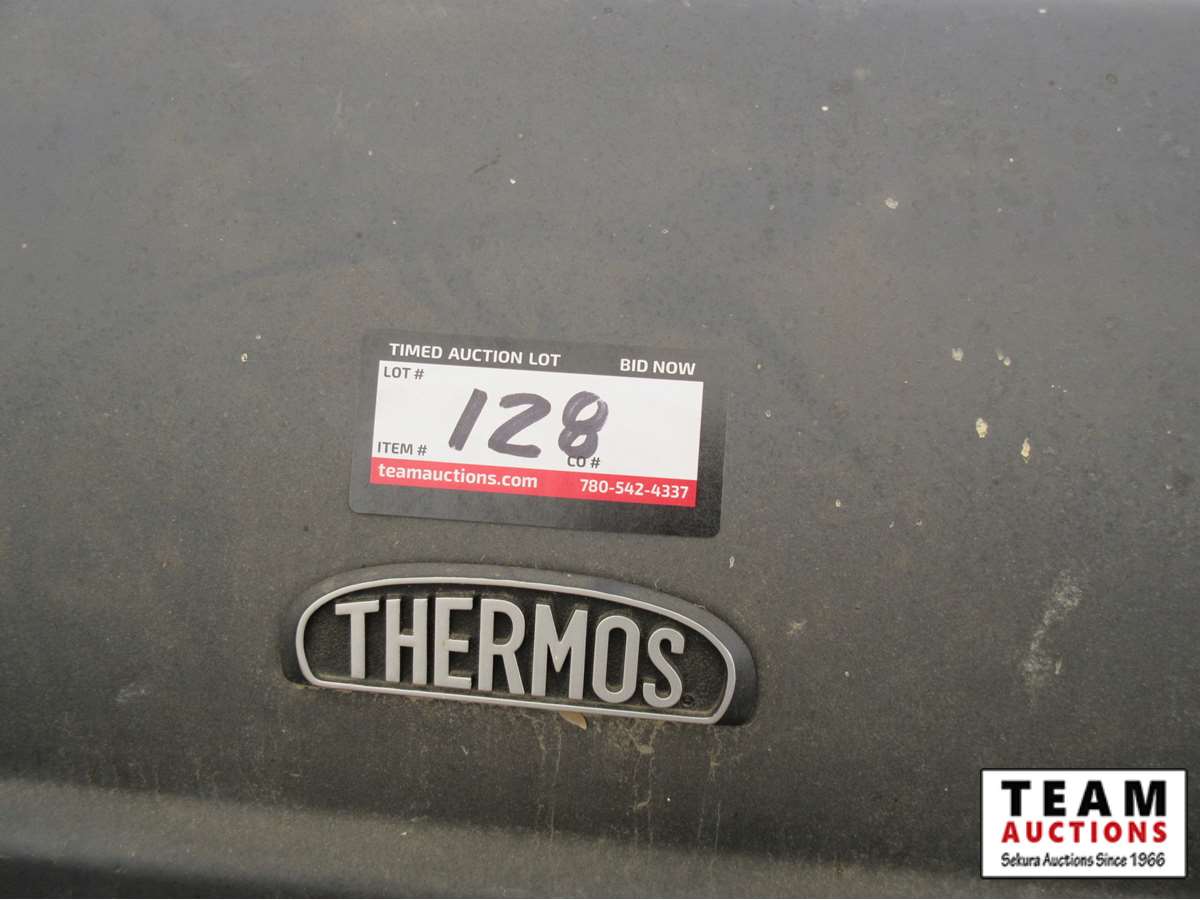 TIMED AUCTION LOT BID NOW
LOT #
128
ITEM # CO #
teamauctions.com 780-542-4337
THERMOS
TEAM
AUCTIONS
Sekura Auctions Since 1966